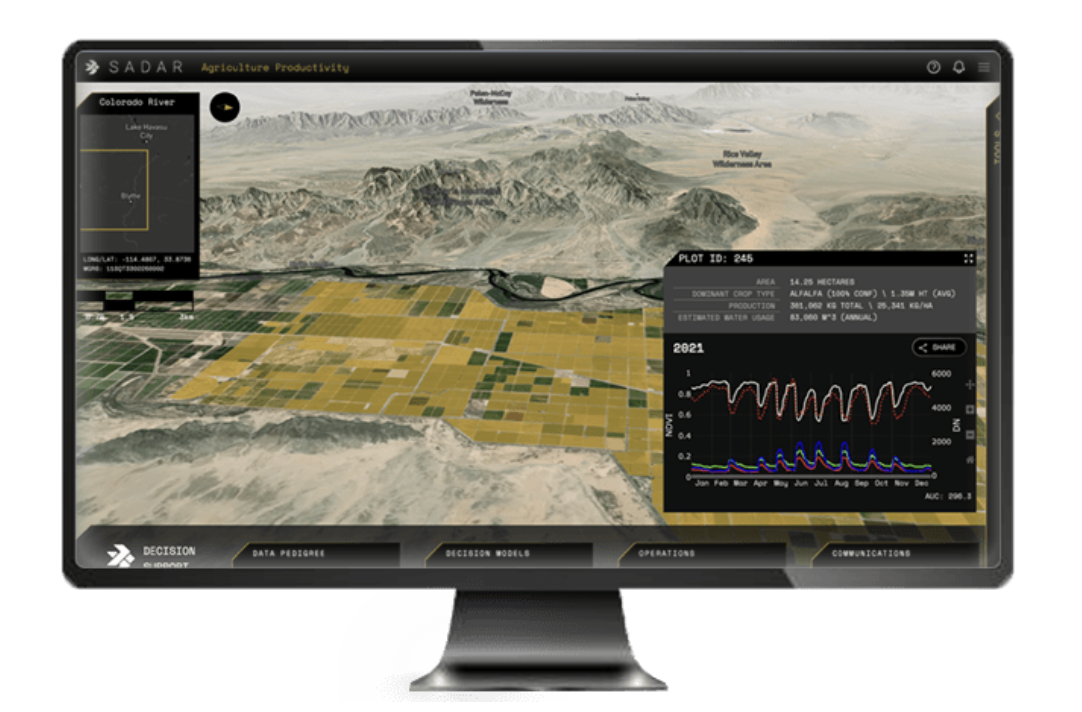 SADAR Agriculture Productivity
Colorado River
Lake Havasu
City
Blythe
LONG/LAT: -114.4867, 33.8736
Palen-McCoy
Wilderness
Rice Valley
Wilderness Area
TOOLS
PLOT ID: 245
AREA 14.25 HECTARES
DOMINANT CROP TYPE ALFALFA (100% CONF) \ 1.35M HT (AVG)
PRODUCTION 361,062 KG TOTAL \ 25,341 KG/HA
ESTIMATED WATER USAGE 83,060 M^3 (ANNUAL)
2021
SHARE
1
0.8
0.6
0.4
0.2
0
NDVI
6000
4000
2000
0
DN
Jan Feb Mar Apr May Jun Jul Aug Sep Oct Nov Dec
AUC: 296.3
DECISION
SUPPORT
DATA PEDIGREE
DECISION MODELS
OPERATIONS
COMMUNICATIONS